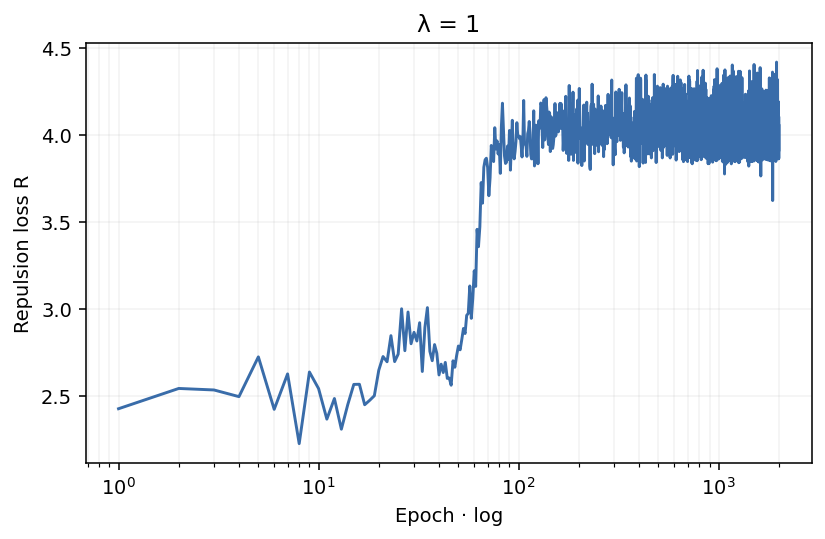 λ = 1
Repulsion loss R
4.5
4.0
3.5
3.0
2.5
10⁰ 10¹ 10² 10³
Epoch · log